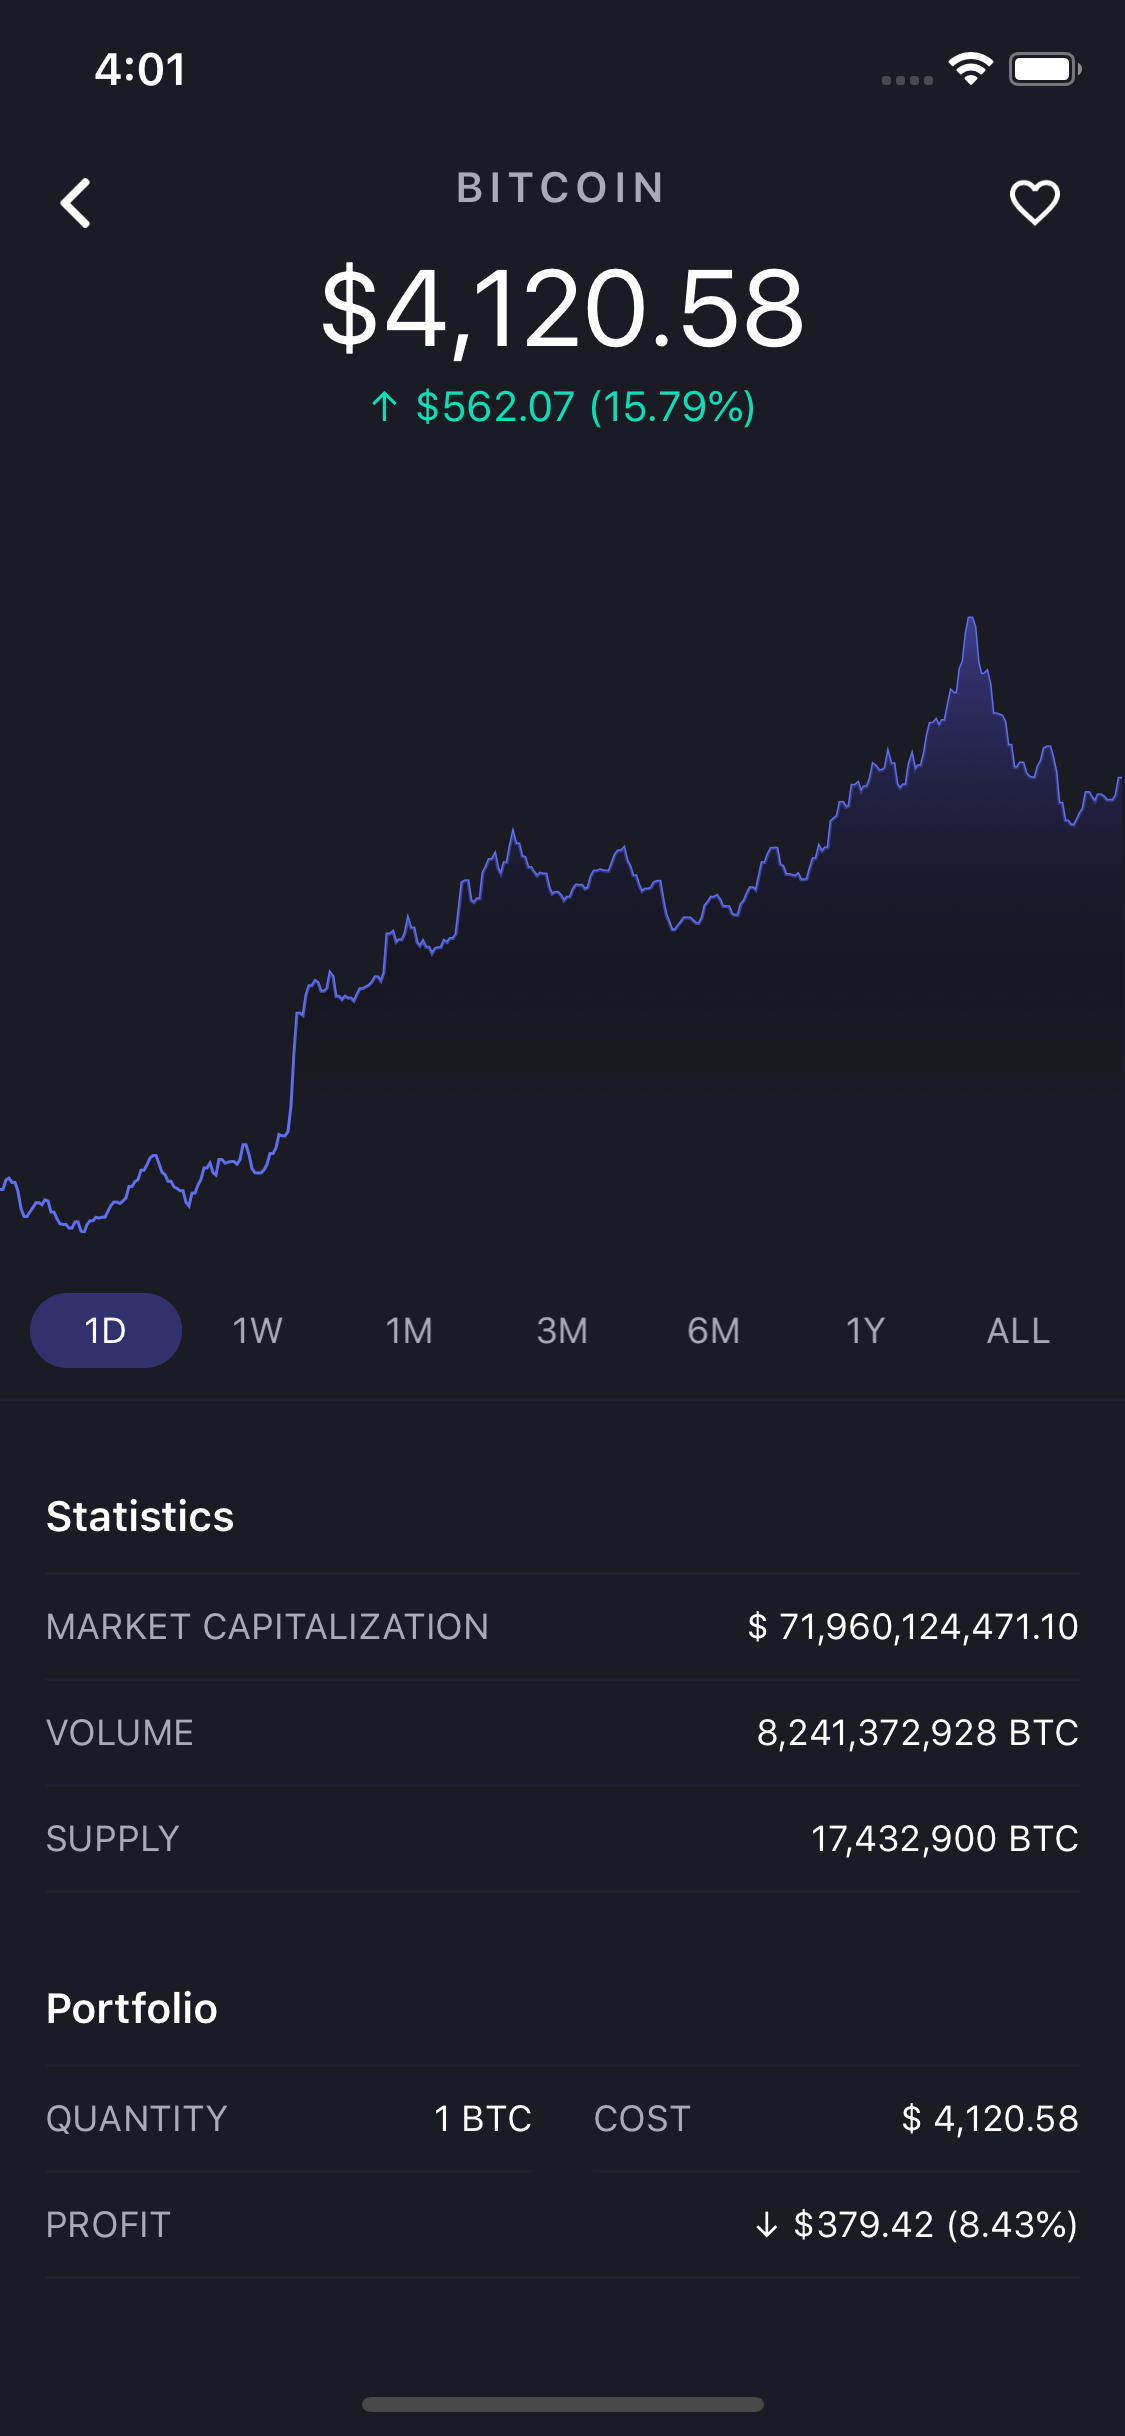 4:01
BITCOIN
$4,120.58
↑ $562.07 (15.79%)
1D 1W 1M 3M 6M 1Y ALL
Statistics
MARKET CAPITALIZATION $ 71,960,124,471.10
VOLUME 8,241,372,928 BTC
SUPPLY 17,432,900 BTC
Portfolio
QUANTITY 1 BTC COST $ 4,120.58
PROFIT ↓ $379.42 (8.43%)